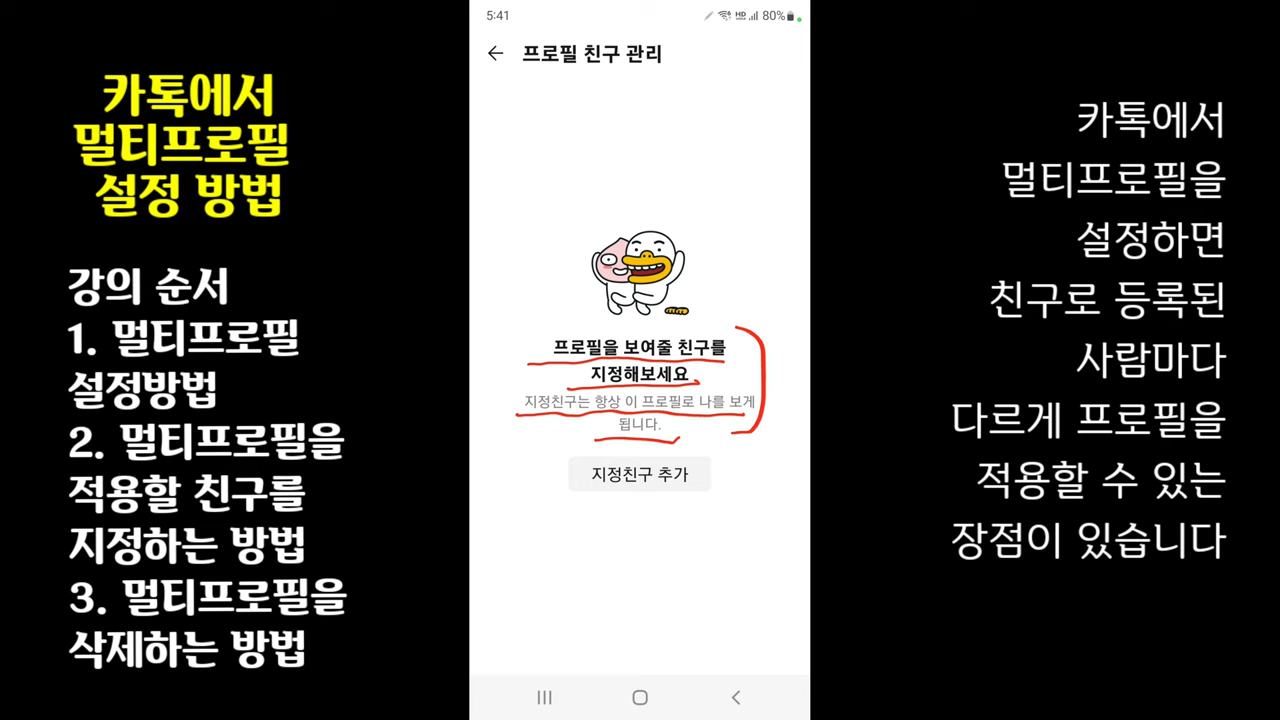 카톡에서
멀티프로필
설정 방법
강의 순서
1. 멀티프로필
설정방법
2. 멀티프로필을
적용할 친구를
지정하는 방법
3. 멀티프로필을
삭제하는 방법
5:41
HD
80%
프로필 친구 관리
프로필을 보여줄 친구를
지정해보세요
지정친구는 항상 이 프로필로 나를 보게
됩니다.
지정친구 추가
카톡에서
멀티프로필을
설정하면
친구로 등록된
사람마다
다르게 프로필을
적용할 수 있는
장점이 있습니다